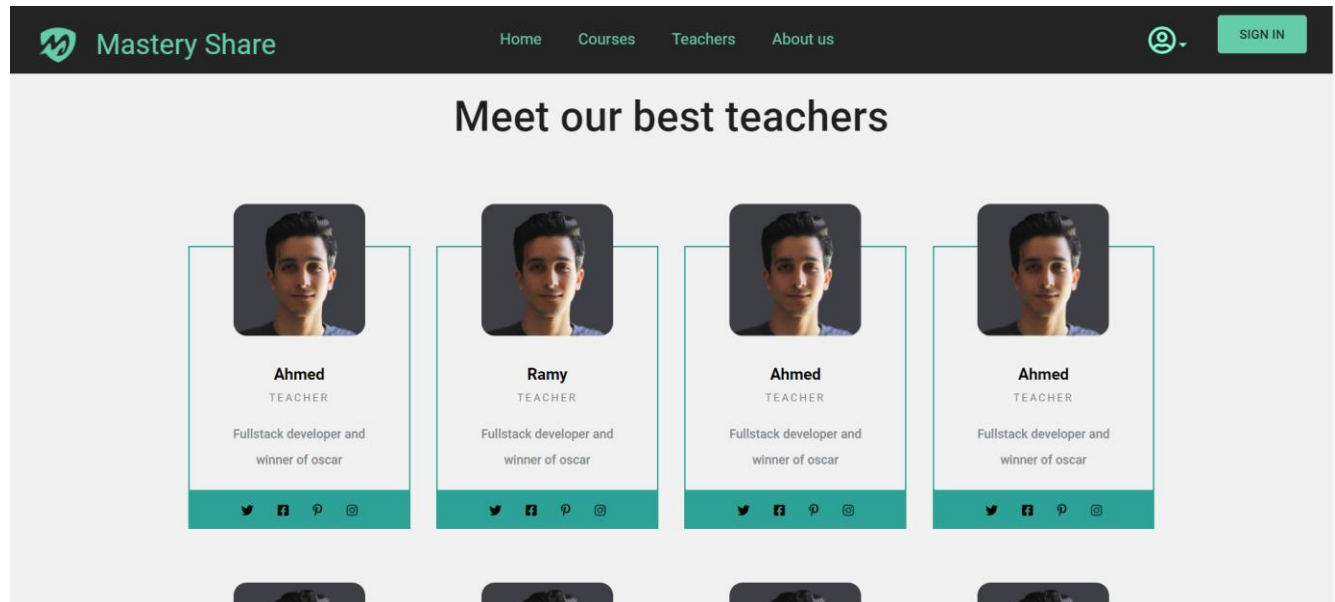 Mastery Share
Home Courses Teachers About us
SIGN IN
Meet our best teachers
Ahmed
TEACHER
Fullstack developer and
winner of oscar
Ramy
TEACHER
Fullstack developer and
winner of oscar
Ahmed
TEACHER
Fullstack developer and
winner of oscar
Ahmed
TEACHER
Fullstack developer and
winner of oscar